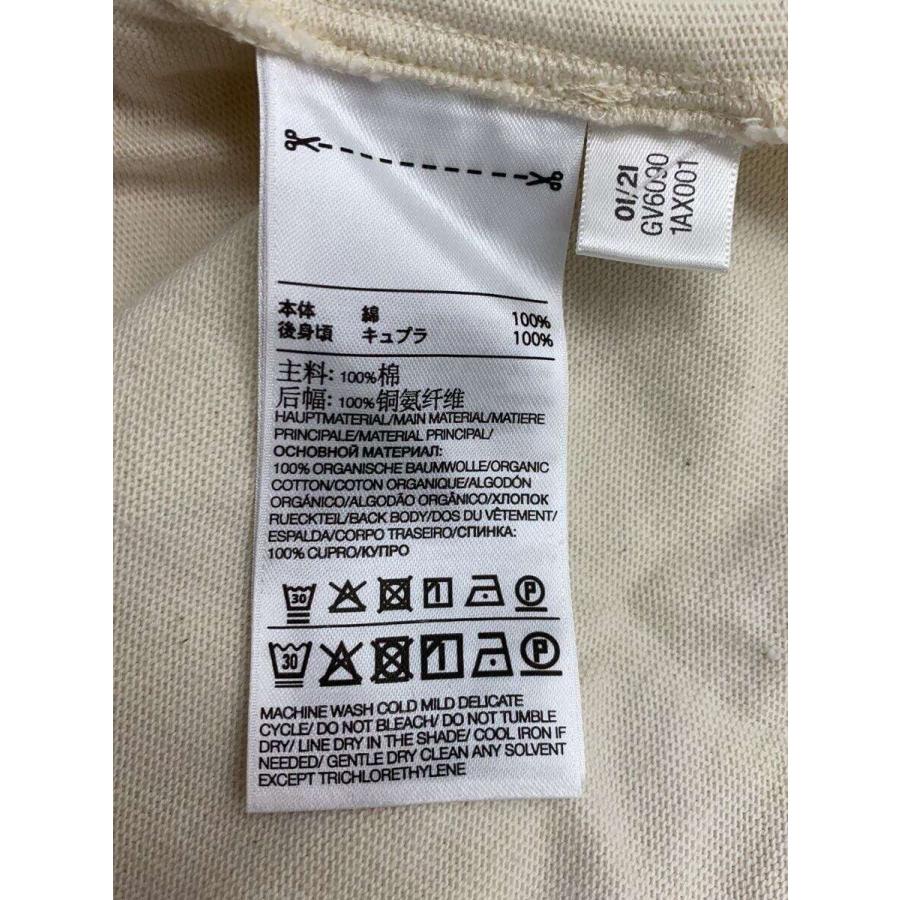 01/21
GV6090
1AX001
本体 綿 100%
後身頃 キュプラ 100%
主料: 100%棉
后幅: 100%铜氨纤维
HAUPTMATERIAL/MAIN MATERIAL/MATIERE
PRINCIPALE/MATERIAL PRINCIPAL/
ОСНОВНОЙ МАТЕРИАЛ:
100% ORGANISCHE BAUMWOLLE/ORGANIC
COTTON/COTON ORGANIQUE/ALGODÓN
ORGÁNICO/ALGODÃO ORGÂNICO/ХЛОПОК
RUECKTEIL/BACK BODY/DOS DU VÊTEMENT/
ESPALDA/CORPO TRASEIRO/СПИНКА:
100% CUPRO/КУПРО
30 P
30 P
MACHINE WASH COLD MILD DELICATE
CYCLE/ DO NOT BLEACH/ DO NOT TUMBLE
DRY/ LINE DRY IN THE SHADE/ COOL IRON IF
NEEDED/ GENTLE DRY CLEAN ANY SOLVENT
EXCEPT TRICHLORETHYLENE